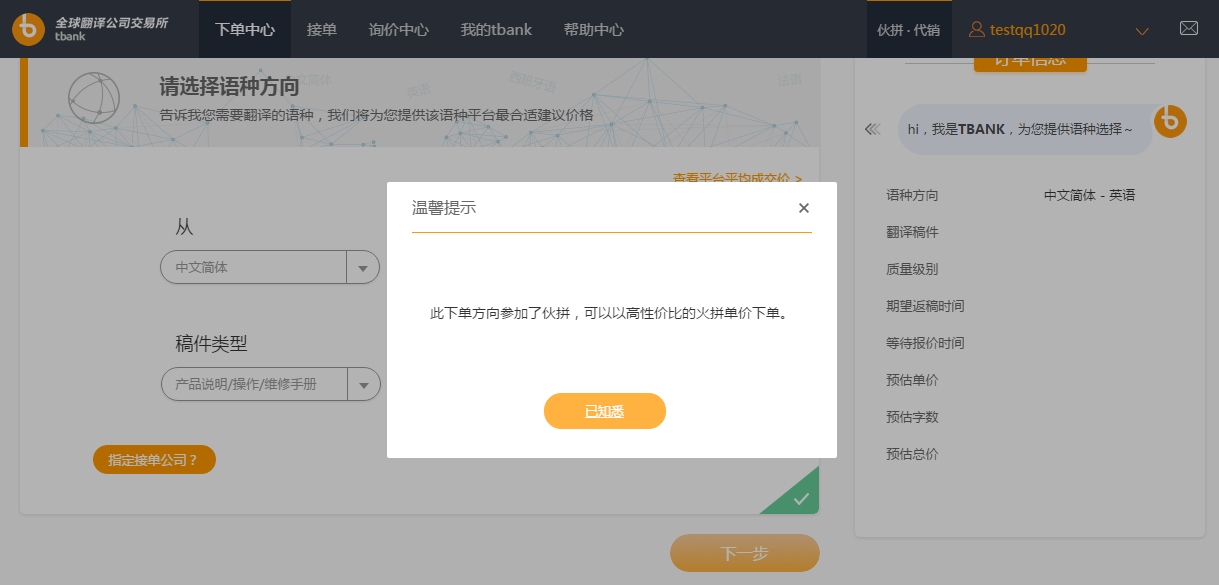 全球翻译公司交易所
tbank
下单中心
接单
询价中心
我的tbank
帮助中心
伙拼 · 代销
testqq1020
请选择语种方向
告诉我您需要翻译的语种，我们将为您提供该语种平台最合适建议价格
英语
西班牙语
法语
查看平台平均成交价 >
从
中文简体
稿件类型
产品说明/操作/维修手册
指定接单公司？
下一步
温馨提示
×
此下单方向参加了伙拼，可以以高性价比的火拼单价下单。
已知悉
订单信息
hi，我是TBANK，为您提供语种选择～
语种方向 中文简体 - 英语
翻译稿件
质量级别
期望返稿时间
等待报价时间
预估单价
预估字数
预估总价